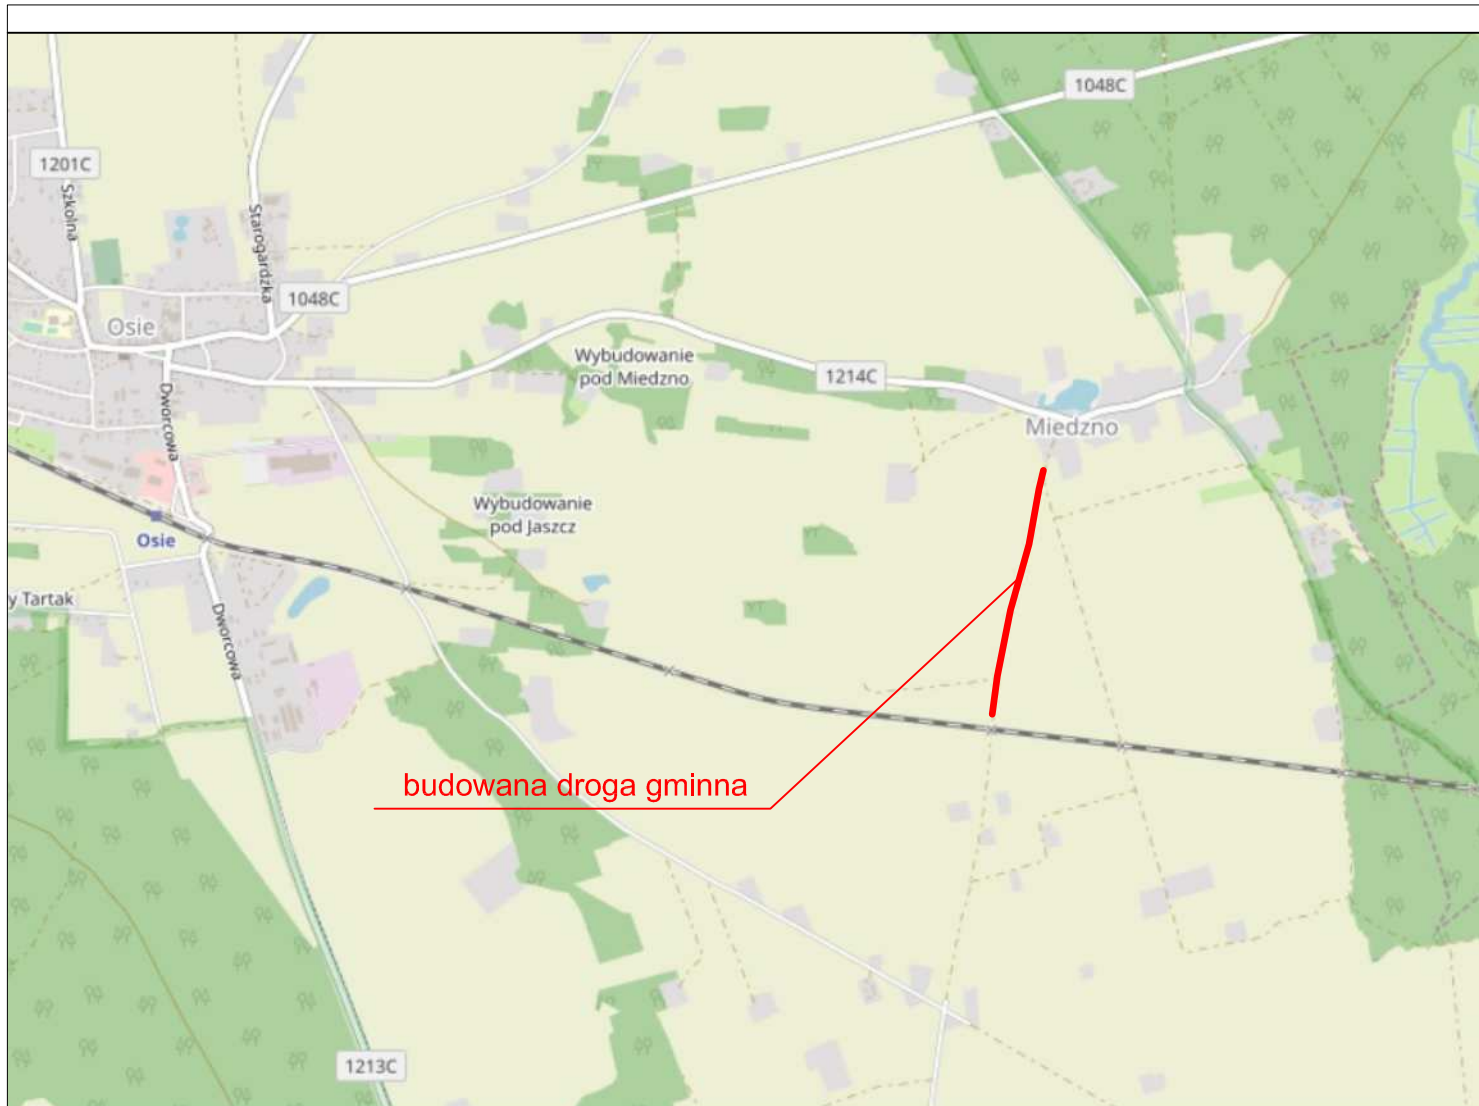 1048C
1201C
Szkolna
Starogardzka
1048C
Osie
Wybudowanie
pod Miedzno
1214C
Miedzno
Dworcowa
Wybudowanie
pod Jaszcz
Osie
y Tartak
Dworcowa
budowana droga gminna
1213C